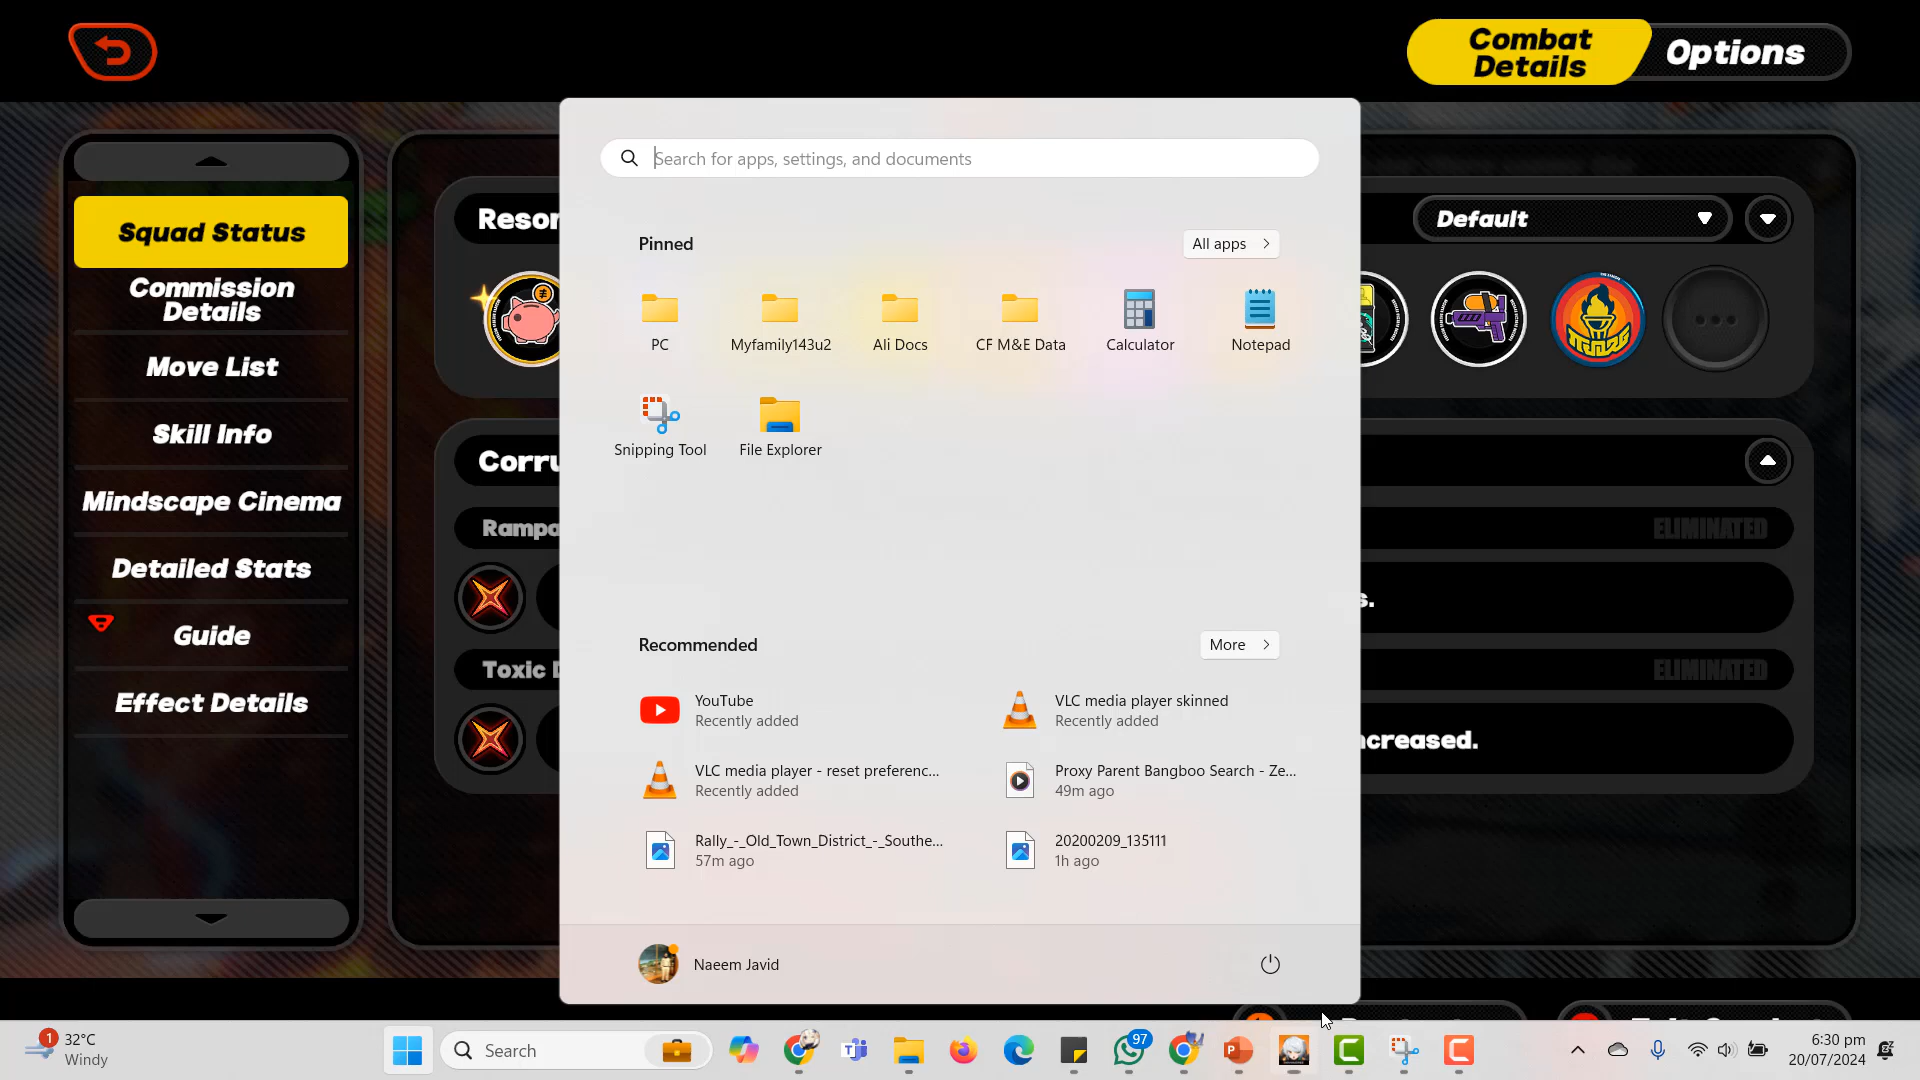 Combat
Details
Options
Squad Status
Commission
Details
Move List
Skill Info
Mindscape Cinema
Detailed Stats
Guide
Effect Details
Default
ELIMINATED
ELIMINATED
s.
creased.
Search for apps, settings, and documents
Pinned
All apps
PC
Myfamily143u2
Ali Docs
CF M&E Data
Calculator
Notepad
Snipping Tool
File Explorer
Recommended
More
YouTube
Recently added
VLC media player skinned
Recently added
VLC media player - reset preferenc...
Recently added
Proxy Parent Bangboo Search - Ze...
49m ago
Rally_-_Old_Town_District_-_Southe...
57m ago
20200209_135111
1h ago
Naeem Javid
1
32°C
Windy
Search
97
6:30 pm
20/07/2024